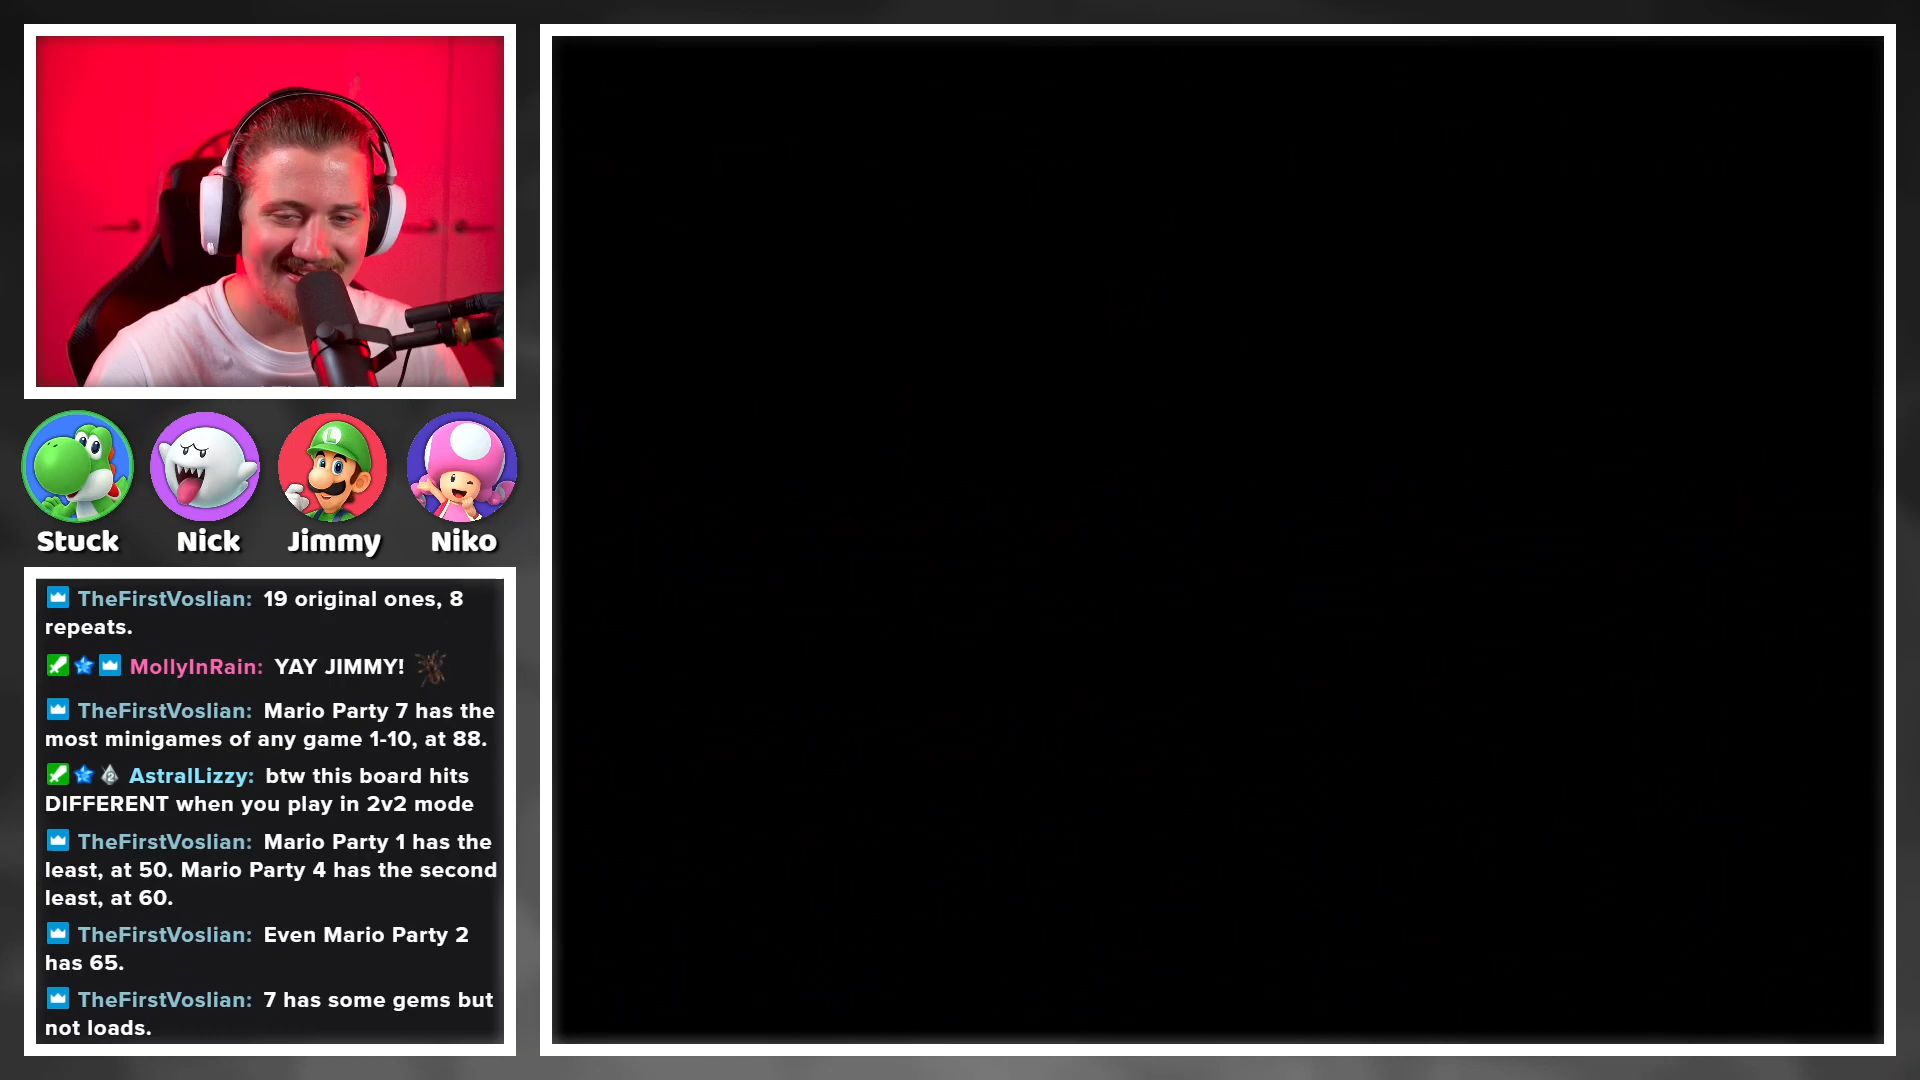 Stuck Nick Jimmy Niko
TheFirstVoslian: 19 original ones, 8
repeats.
MollyInRain: YAY JIMMY!
TheFirstVoslian: Mario Party 7 has the
most minigames of any game 1-10, at 88.
2 AstralLizzy: btw this board hits
DIFFERENT when you play in 2v2 mode
TheFirstVoslian: Mario Party 1 has the
least, at 50. Mario Party 4 has the second
least, at 60.
TheFirstVoslian: Even Mario Party 2
has 65.
TheFirstVoslian: 7 has some gems but
not loads.